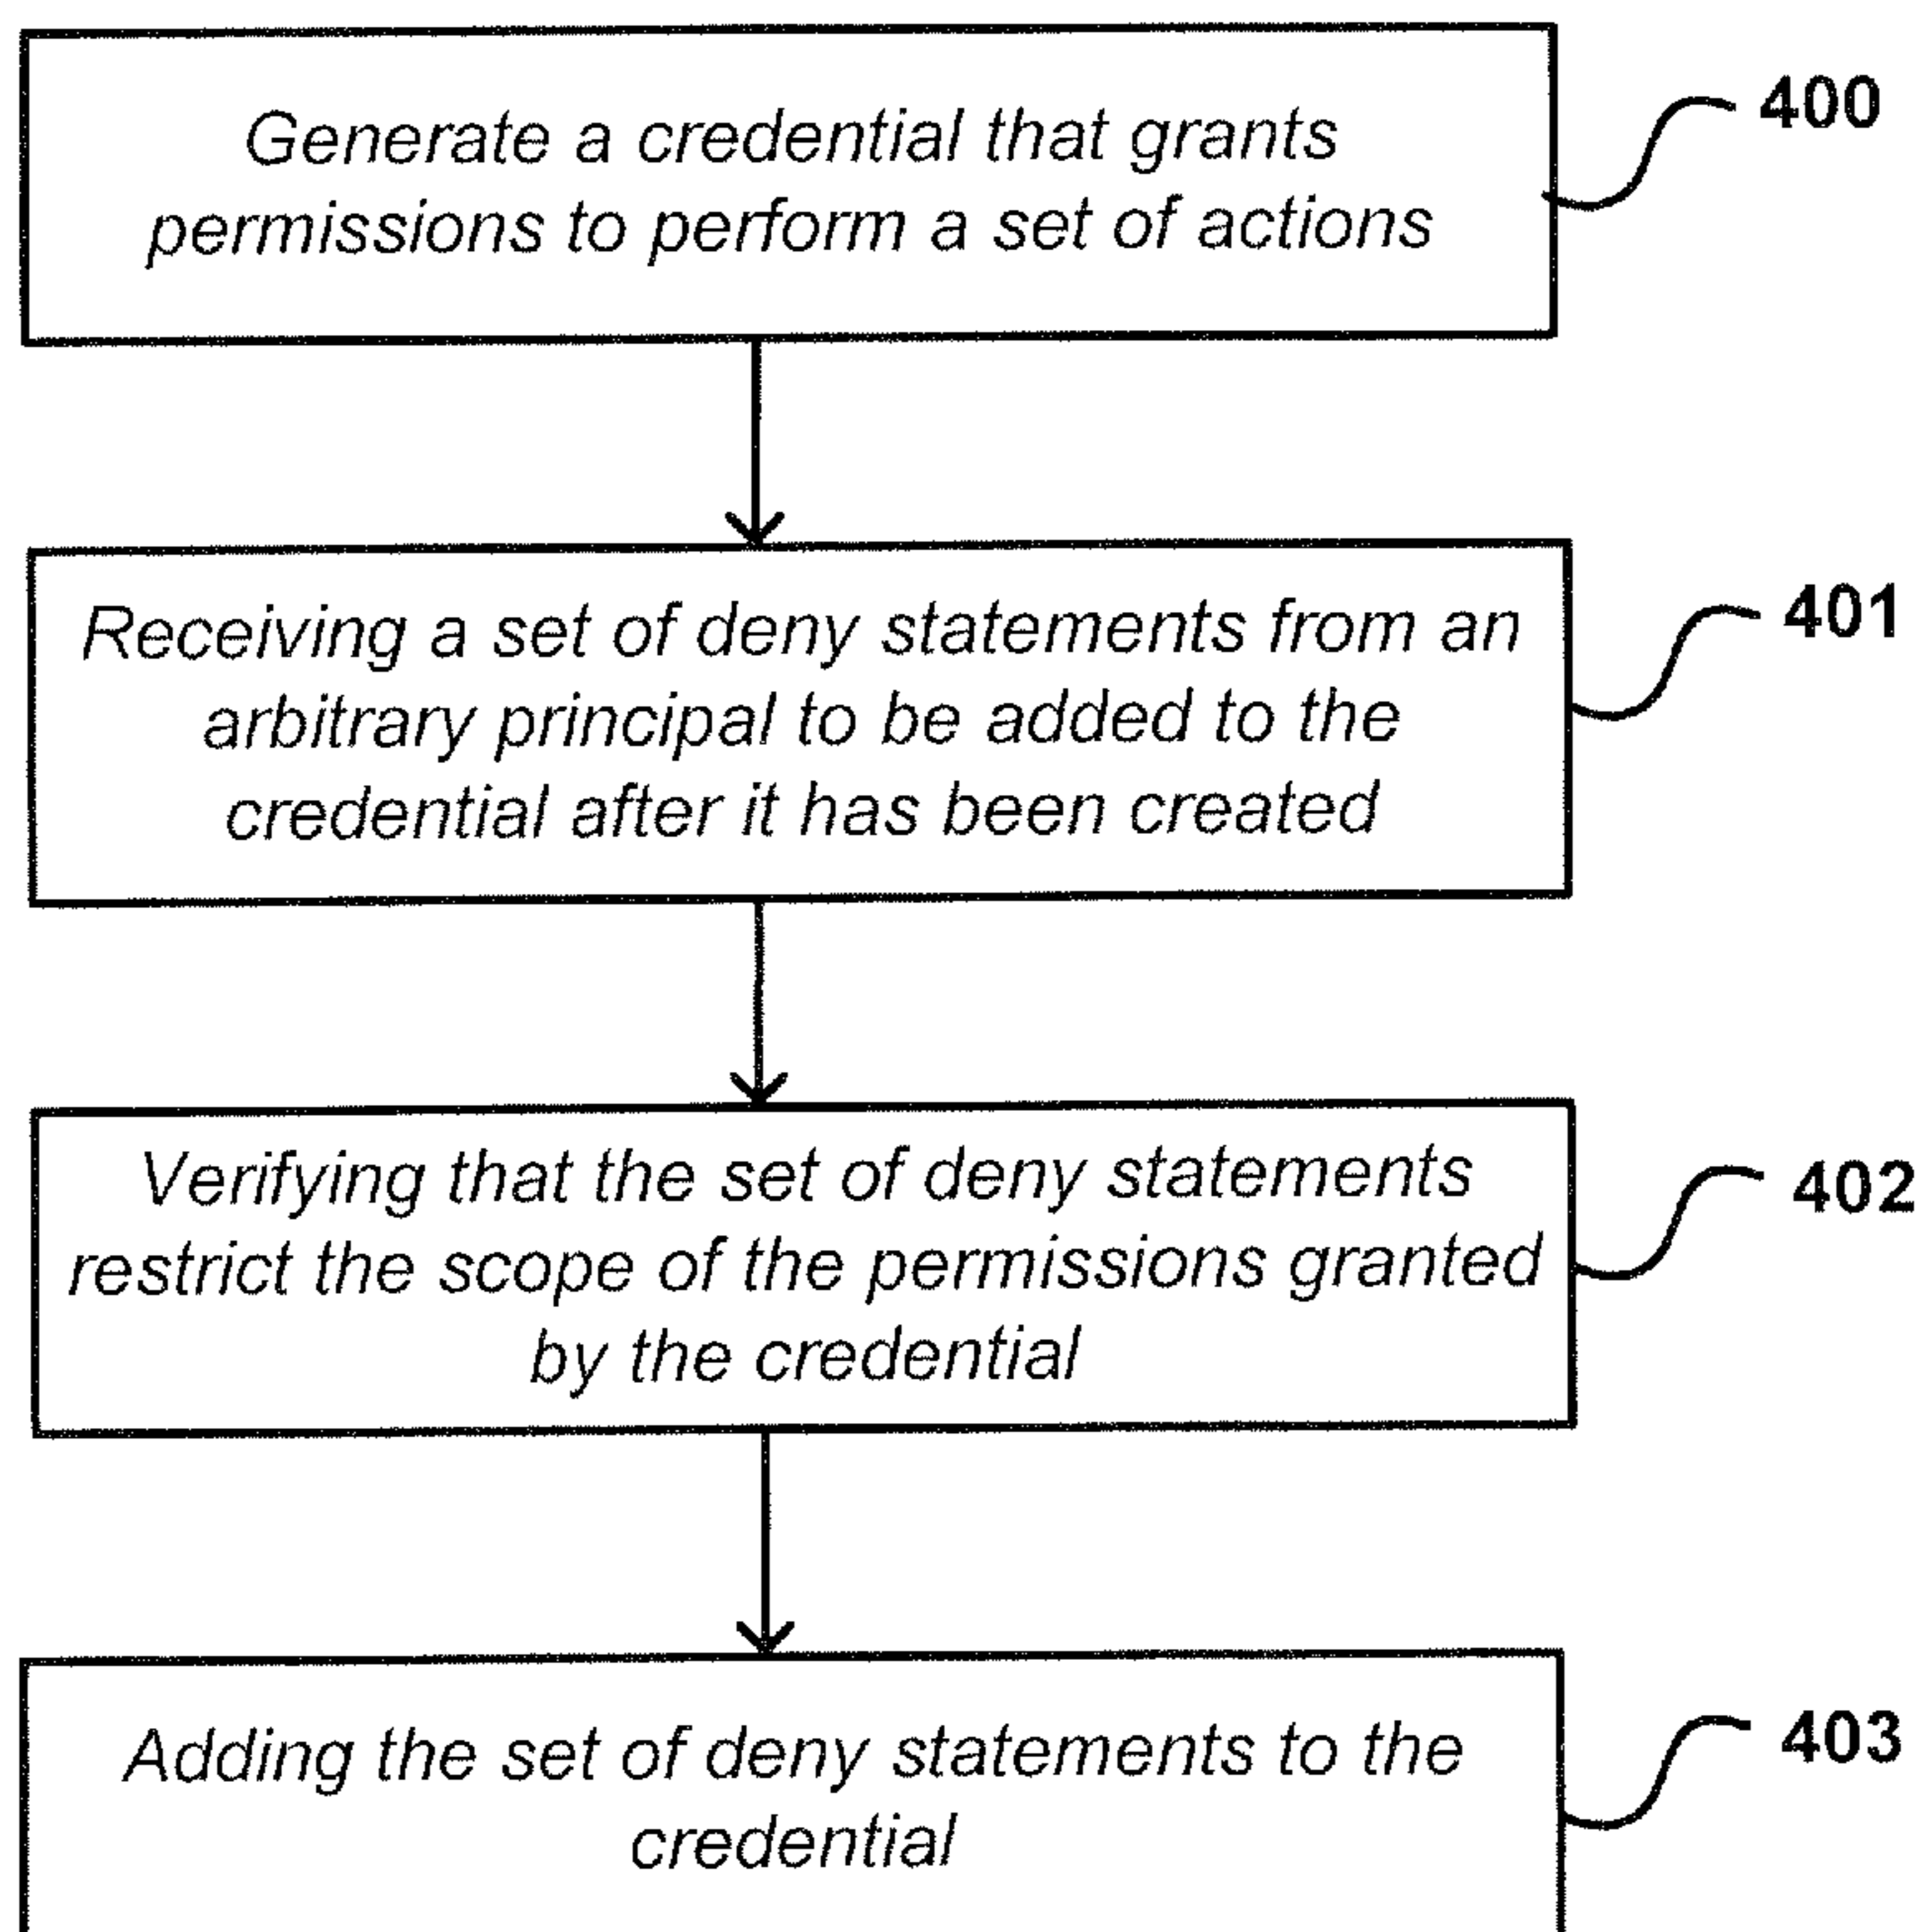 Generate a credential that grants
permissions to perform a set of actions
400
Receiving a set of deny statements from an
arbitrary principal to be added to the
credential after it has been created
401
Verifying that the set of deny statements
restrict the scope of the permissions granted
by the credential
402
Adding the set of deny statements to the
credential
403